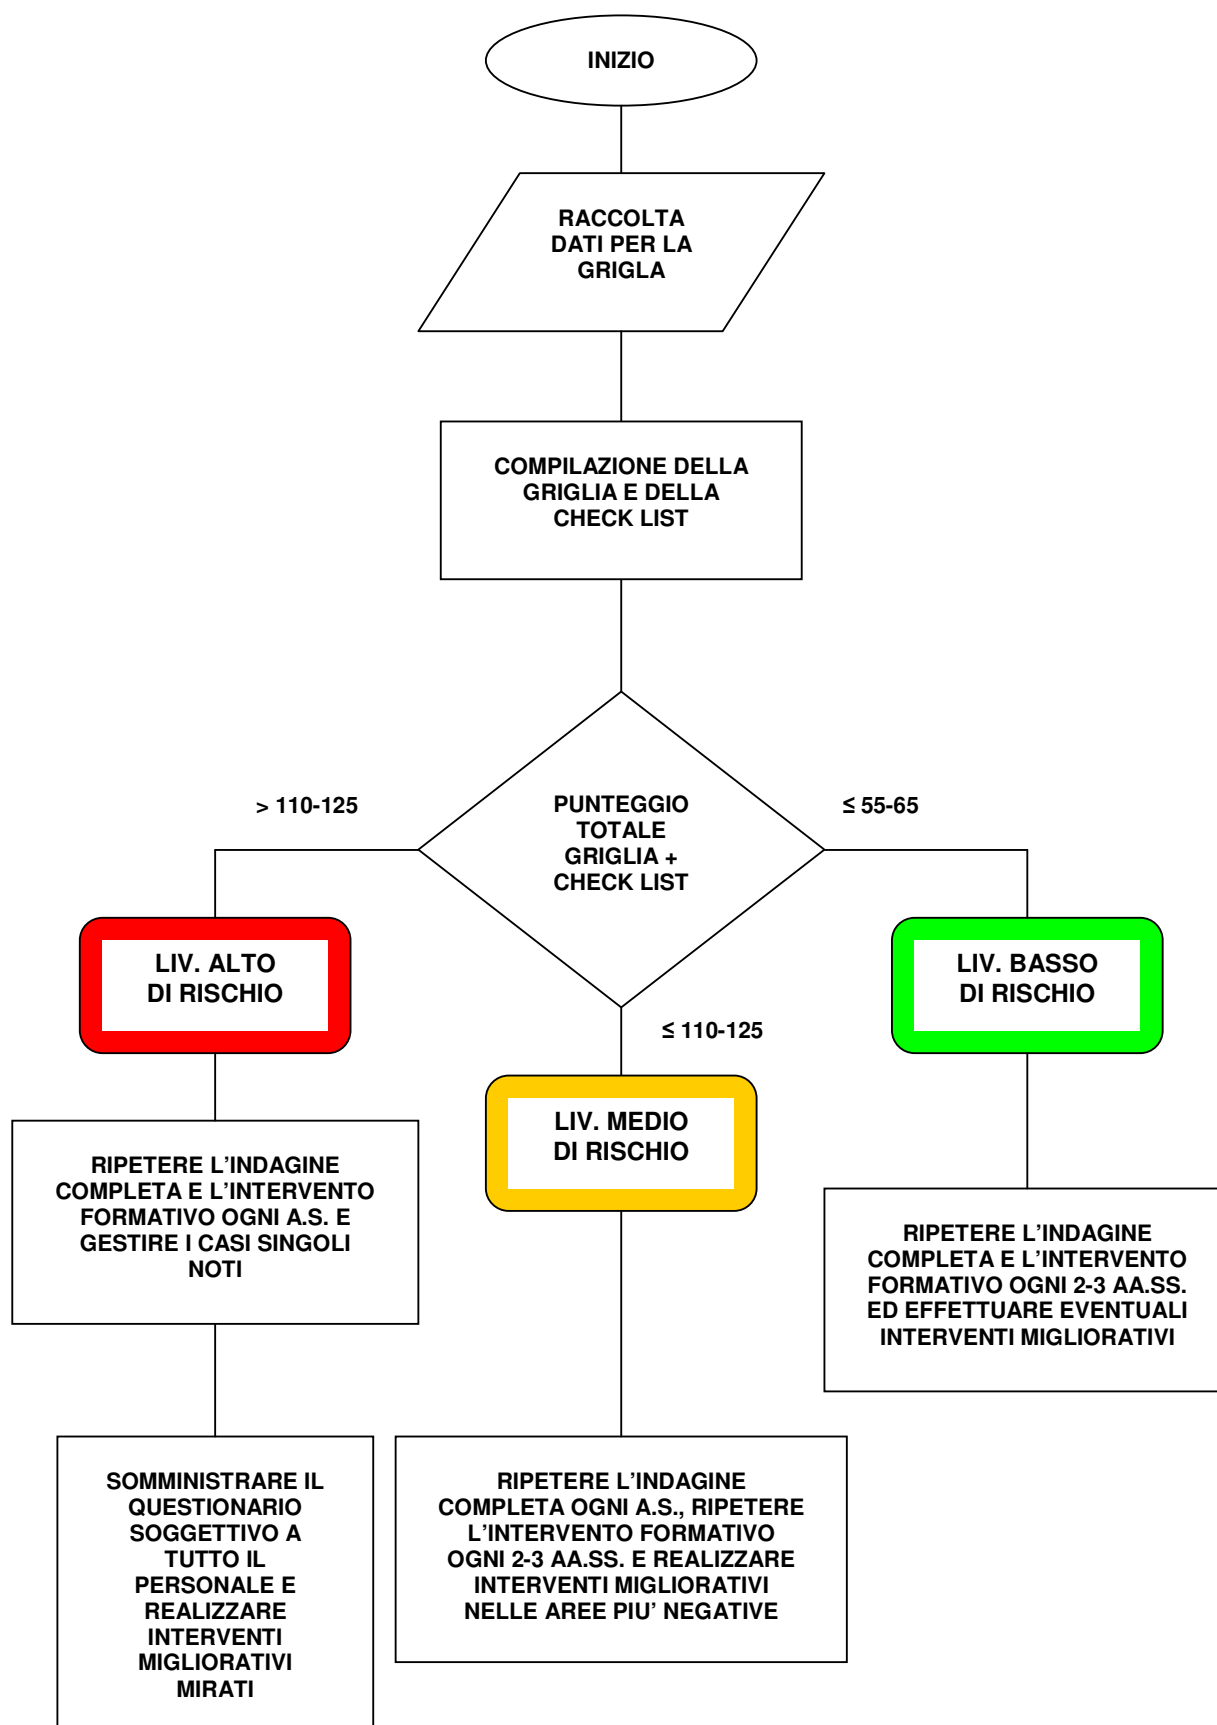 INIZIO
RACCOLTA
DATI PER LA
GRIGLA
COMPILAZIONE DELLA
GRIGLIA E DELLA
CHECK LIST
> 110-125
PUNTEGGIO
TOTALE
GRIGLIA +
CHECK LIST
≤ 55-65
LIV. ALTO
DI RISCHIO
LIV. BASSO
DI RISCHIO
≤ 110-125
LIV. MEDIO
DI RISCHIO
RIPETERE L’INDAGINE
COMPLETA E L’INTERVENTO
FORMATIVO OGNI A.S. E
GESTIRE I CASI SINGOLI
NOTI
RIPETERE L’INDAGINE
COMPLETA E L’INTERVENTO
FORMATIVO OGNI 2-3 AA.SS.
ED EFFETTUARE EVENTUALI
INTERVENTI MIGLIORATIVI
SOMMINISTRARE IL
QUESTIONARIO
SOGGETTIVO A
TUTTO IL
PERSONALE E
REALIZZARE
INTERVENTI
MIGLIORATIVI
MIRATI
RIPETERE L’INDAGINE
COMPLETA OGNI A.S., RIPETERE
L’INTERVENTO FORMATIVO
OGNI 2-3 AA.SS. E REALIZZARE
INTERVENTI MIGLIORATIVI
NELLE AREE PIU’ NEGATIVE